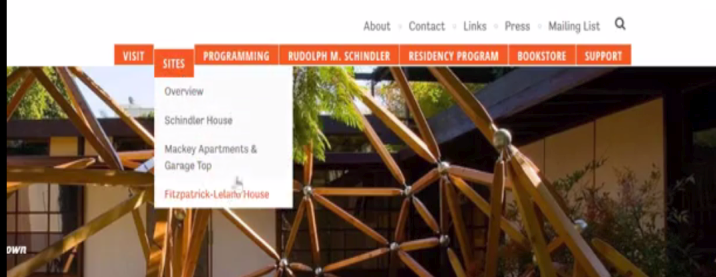 About Contact Links Press Mailing List
VISIT SITES PROGRAMMING RUDOLPH M. SCHINDLER RESIDENCY PROGRAM BOOKSTORE SUPPORT
Overview
Schindler House
Mackey Apartments &
Garage Top
Fitzpatrick-Leland House
own